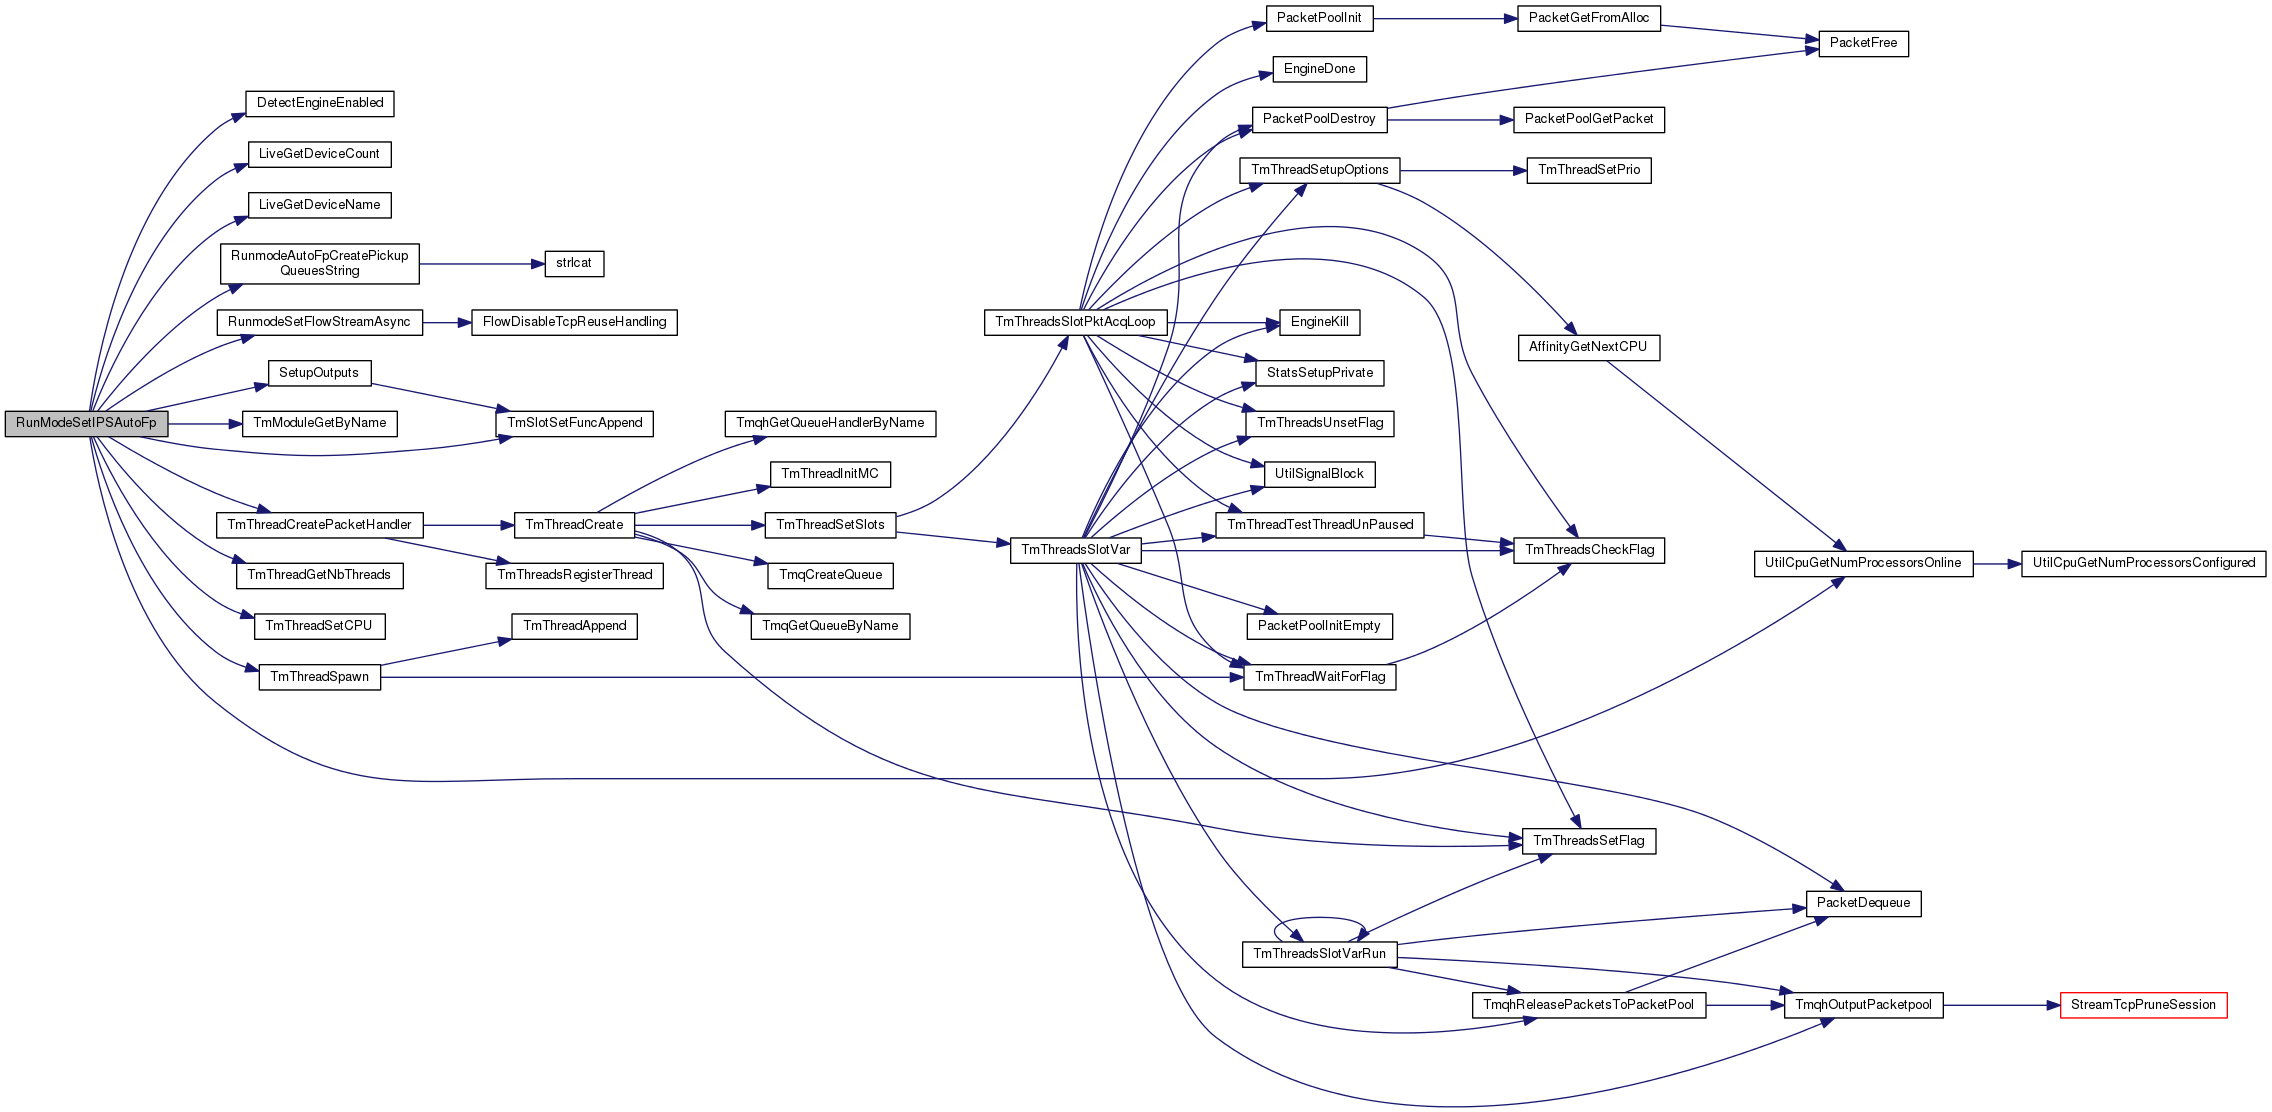 RunModeSetIPSAutoFp
DetectEngineEnabled
LiveGetDeviceCount
LiveGetDeviceName
RunmodeAutoFpCreatePickup
QueuesString
strlcat
RunmodeSetFlowStreamAsync
FlowDisableTcpReuseHandling
SetupOutputs
TmModuleGetByName
TmSlotSetFuncAppend
TmThreadCreatePacketHandler
TmThreadGetNbThreads
TmThreadSetCPU
TmThreadSpawn
TmThreadCreate
TmThreadsRegisterThread
TmThreadAppend
TmqhGetQueueHandlerByName
TmThreadInitMC
TmThreadSetSlots
TmqCreateQueue
TmqGetQueueByName
TmThreadsSlotPktAcqLoop
TmThreadsSlotVar
PacketPoolInit
EngineDone
PacketPoolDestroy
TmThreadSetupOptions
EngineKill
StatsSetupPrivate
TmThreadsUnsetFlag
UtilSignalBlock
TmThreadTestThreadUnPaused
PacketPoolInitEmpty
TmThreadWaitForFlag
TmThreadsSlotVarRun
PacketGetFromAlloc
PacketPoolGetPacket
TmThreadSetPrio
AffinityGetNextCPU
TmThreadsCheckFlag
TmThreadsSetFlag
TmqhReleasePacketsToPacketPool
PacketFree
UtilCpuGetNumProcessorsOnline
PacketDequeue
TmqhOutputPacketpool
UtilCpuGetNumProcessorsConfigured
StreamTcpPruneSession